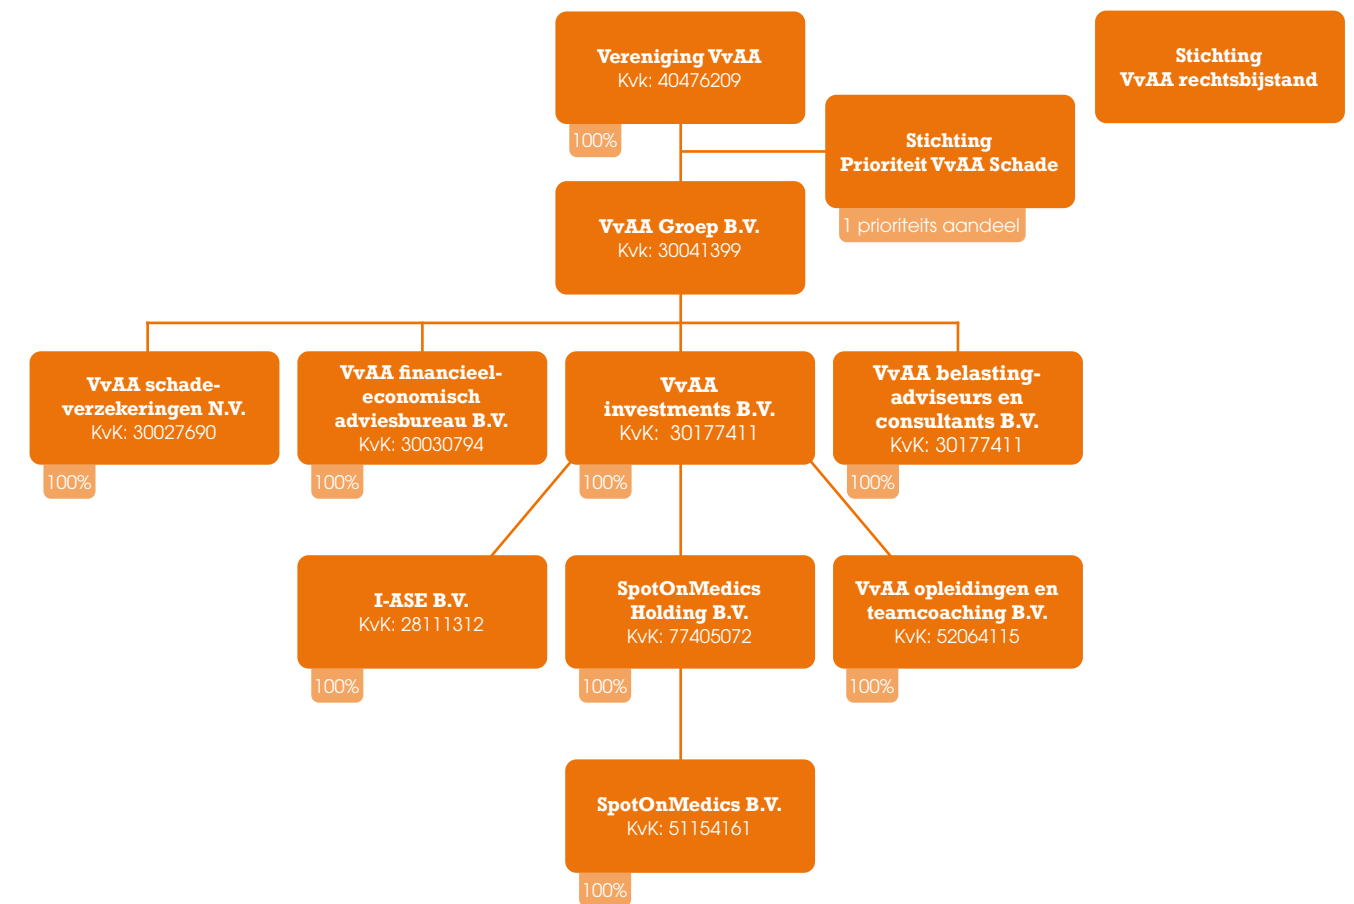 Vereniging VvAA
Kvk: 40476209
100%
Stichting
VvAA rechtsbijstand
Stichting
Prioriteit VvAA Schade
1 prioriteits aandeel
VvAA Groep B.V.
Kvk: 30041399
VvAA schade-
verzekeringen N.V.
KvK: 30027690
100%
VvAA financieel-
economisch
adviesbureau B.V.
KvK: 30030794
100%
VvAA
investments B.V.
KvK: 30177411
100%
VvAA belasting-
adviseurs en
consultants B.V.
KvK: 30177411
100%
I-ASE B.V.
KvK: 28111312
100%
SpotOnMedics
Holding B.V.
KvK: 77405072
100%
VvAA opleidingen en
teamcoaching B.V.
KvK: 52064115
100%
SpotOnMedics B.V.
KvK: 51154161
100%